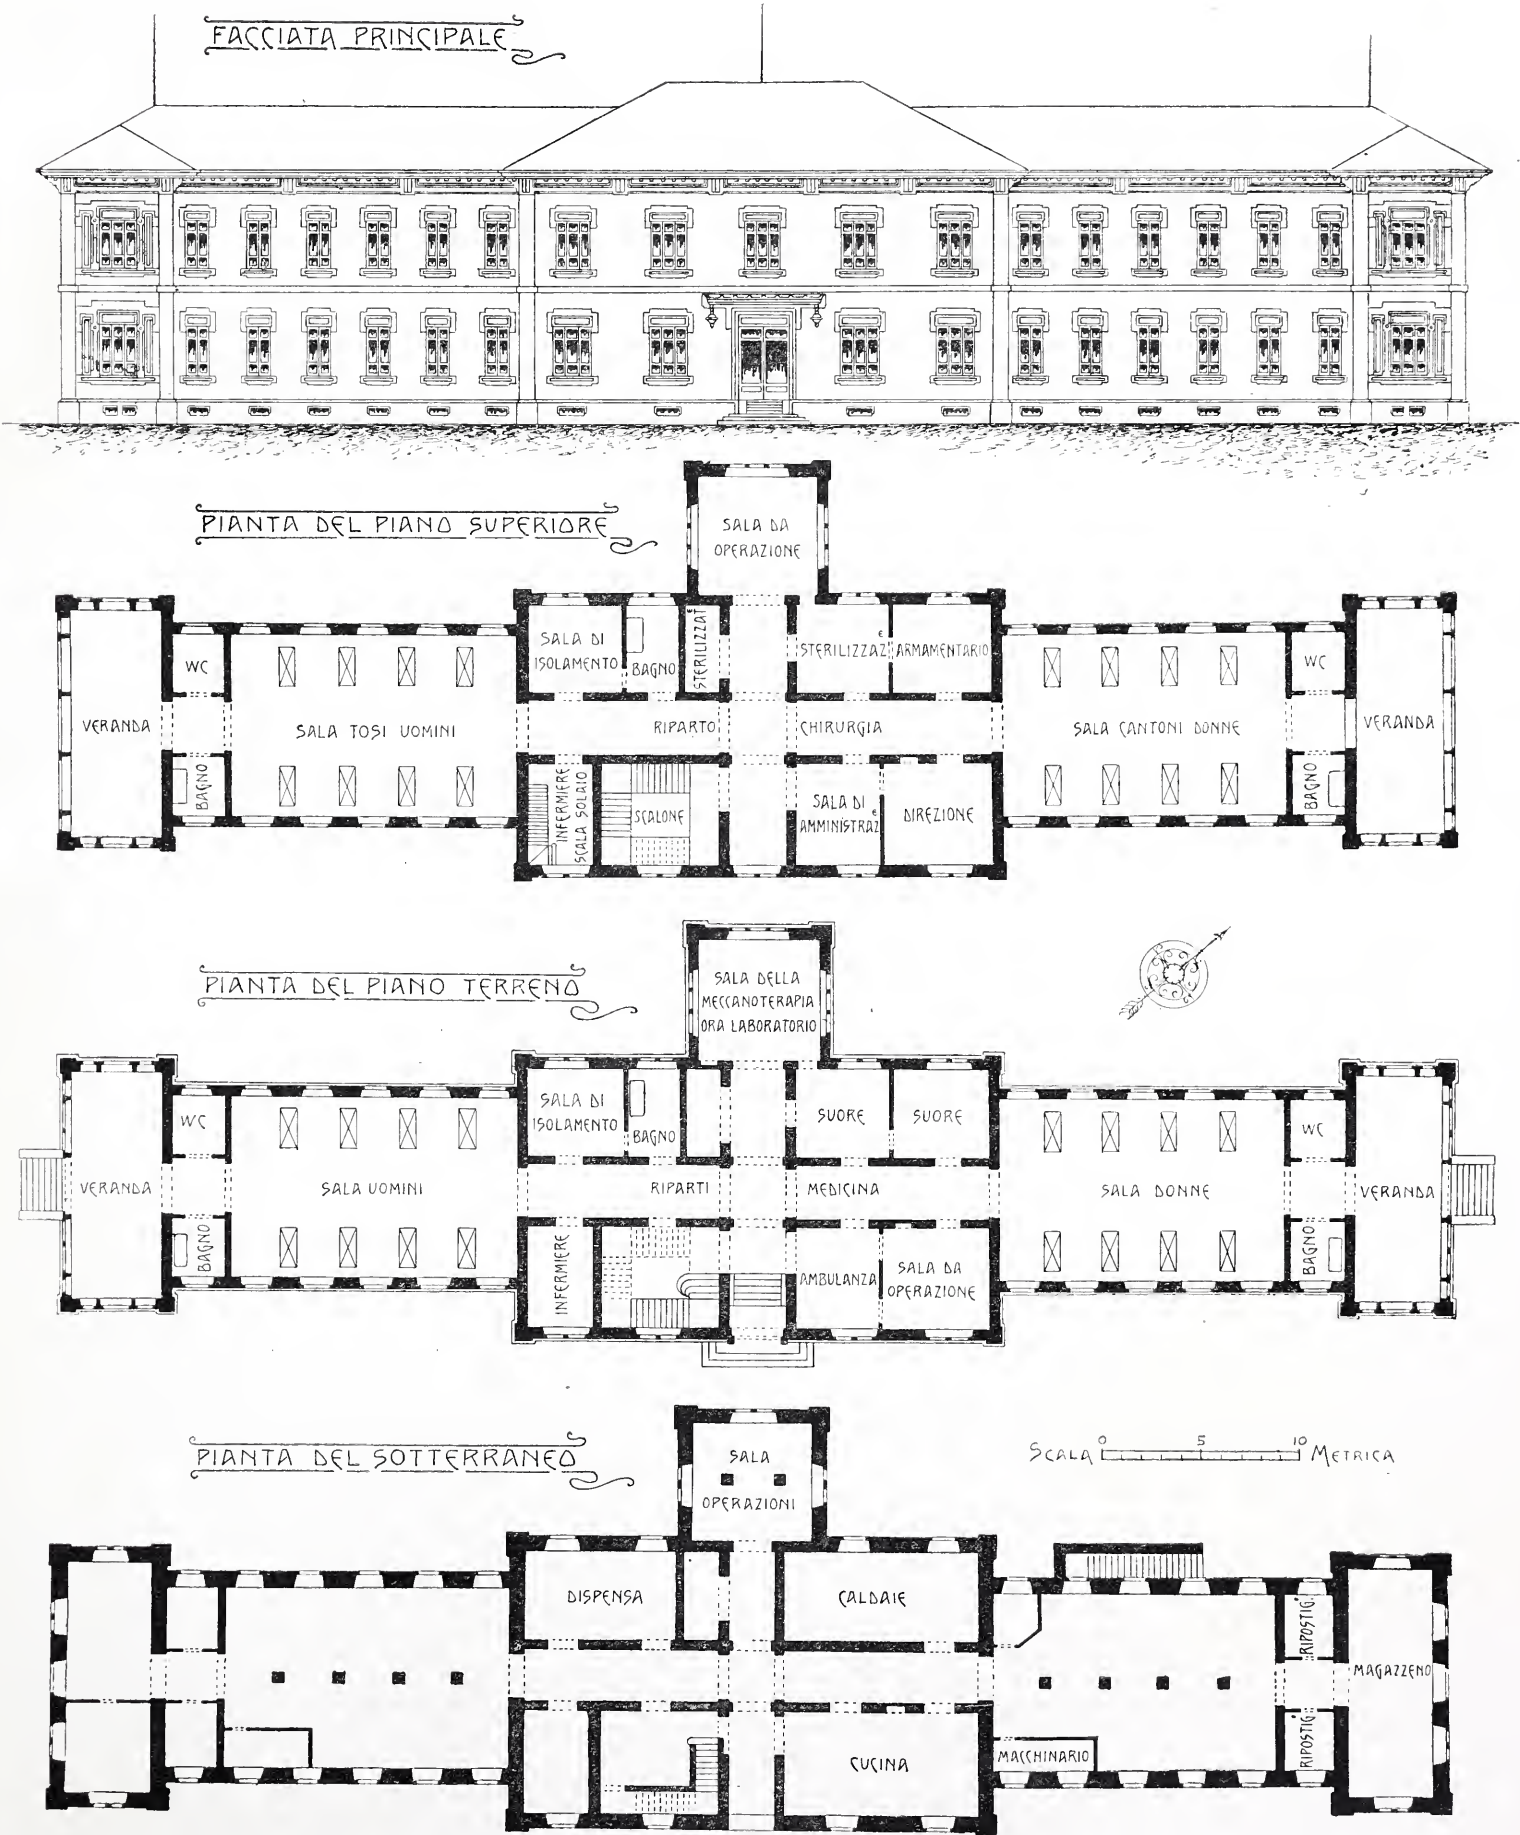 FACCIATA PRINCIPALE
PIANTA DEL PIANO SUPERIORE
SALA DA
OPERAZIONE
SALA DI
ISOLAMENTO
BAGNO
STERILIZZAT^E
STERILIZZAZ^E
ARMAMENTARIO
WC
WC
VERANDA
SALA TOSI UOMINI
RIPARTO
CHIRURGIA
SALA CANTONI DONNE
VERANDA
BAGNO
INFERMIERE
SCALA SOLAIO
SCALONE
SALA DI
AMMINISTRAZ^E
DIREZIONE
BAGNO
PIANTA DEL PIANO TERRENO
SALA DELLA
MECCANOTERAPIA
ORA LABORATORIO
SALA DI
ISOLAMENTO
BAGNO
SUORE
SUORE
WC
WC
VERANDA
SALA UOMINI
RIPARTI
MEDICINA
SALA DONNE
VERANDA
BAGNO
INFERMIERE
AMBULANZA
SALA DA
OPERAZIONE
BAGNO
PIANTA DEL SOTTERRANEO
SCALA 0 5 10 METRICA
SALA
OPERAZIONI
DISPENSA
CALDAIE
RIPOSTIG.
MAGAZZENO
CUCINA
MACCHINARIO
RIPOSTIG.